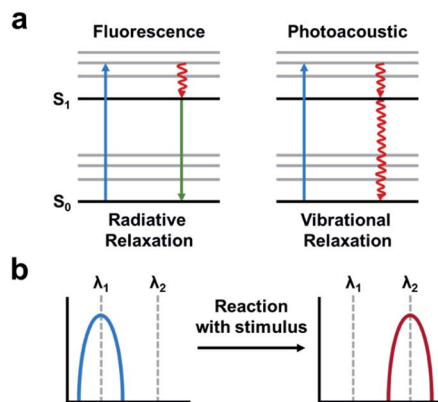 a
Fluorescence
Photoacoustic
S1
S0
Radiative
Relaxation
Vibrational
Relaxation
b
λ1
λ2
Reaction
with stimulus
λ1
λ2